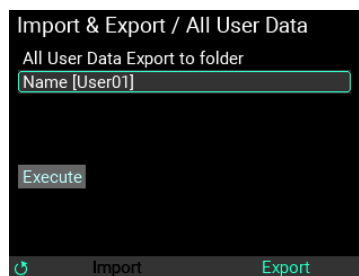 Import & Export / All User Data
All User Data Export to folder
Name [User01]
Execute
Import Export